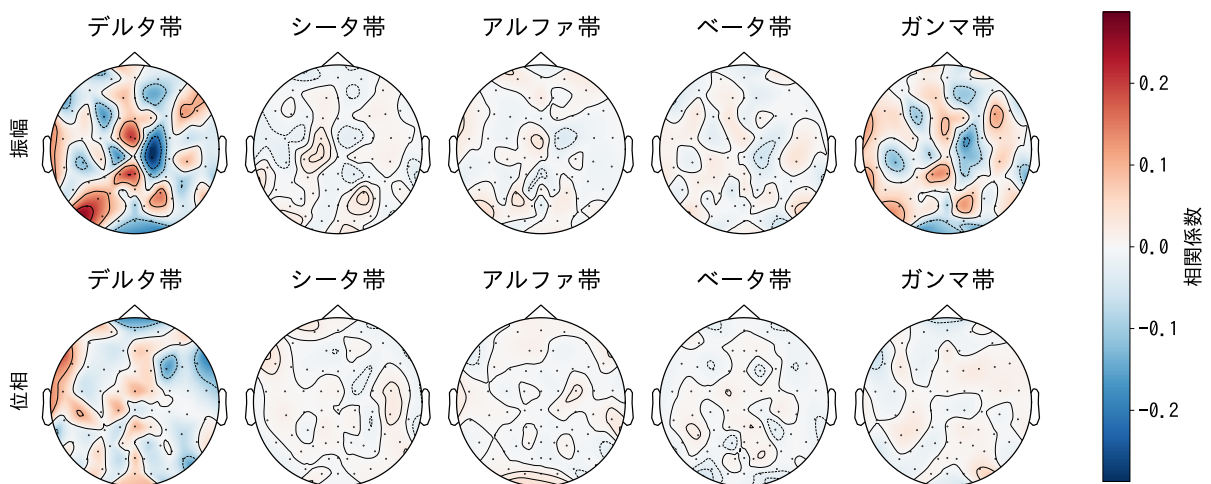 デルタ帯 シータ帯 アルファ帯 ベータ帯 ガンマ帯
振幅
デルタ帯 シータ帯 アルファ帯 ベータ帯 ガンマ帯
位相
0.2
0.1
0.0
-0.1
-0.2
相関係数